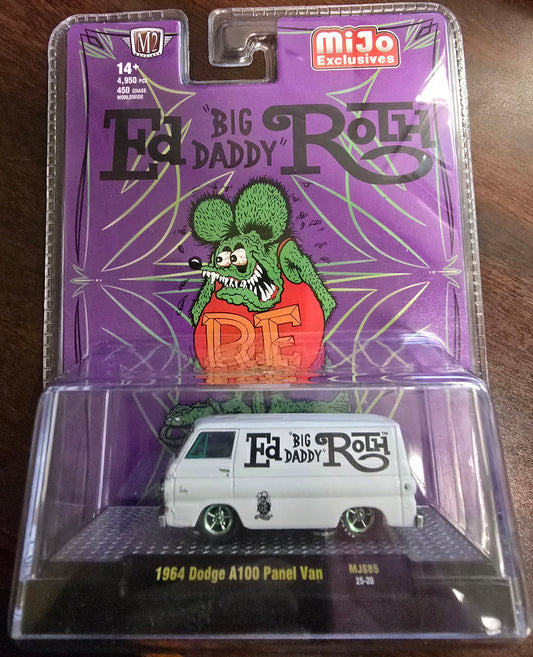 M2
14+
4,950 PCS
450 CHASE
WORLDWIDE
MiJo
Exclusives
Ed "BIG DADDY" Roth
RF
Ed "BIG DADDY" Roth™
1964 Dodge A100 Panel Van
MJS85
25-20